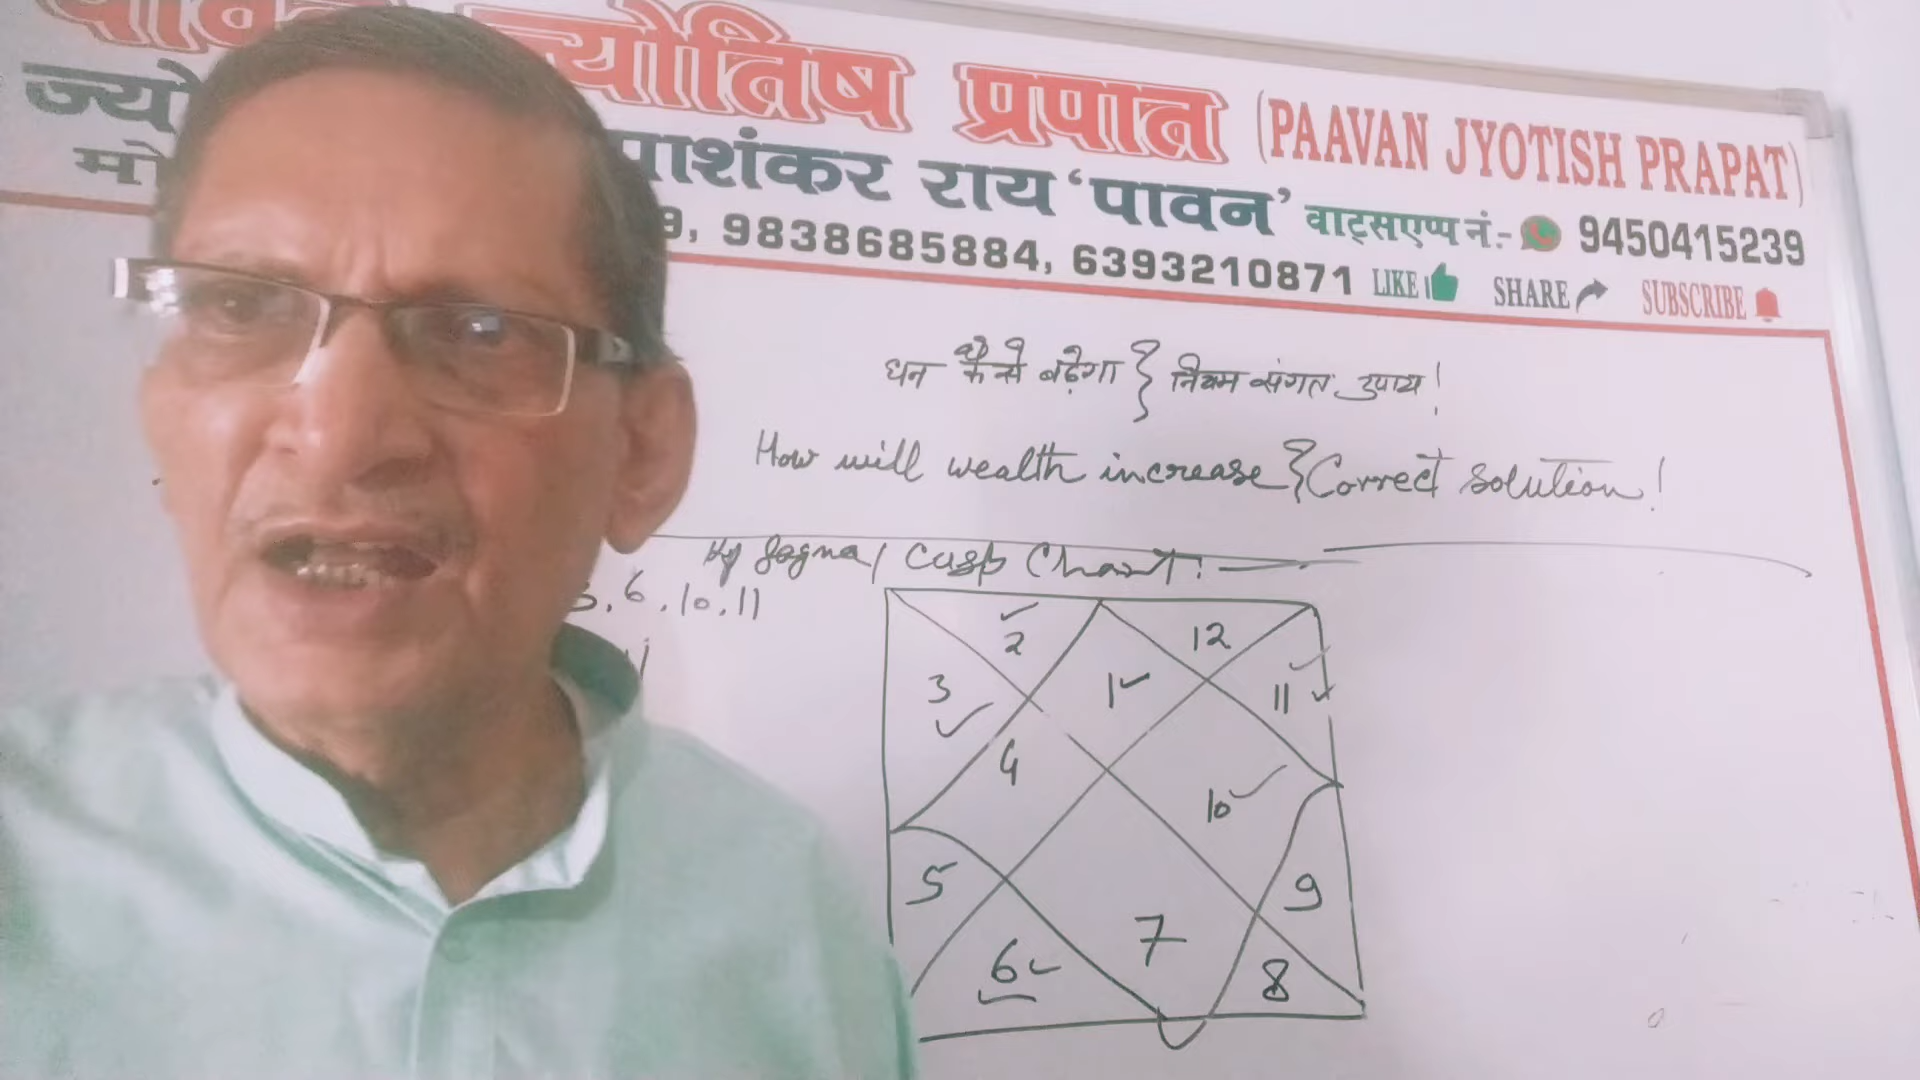 ज्योतिष प्रपात (PAAVAN JYOTISH PRAPAT)
राय 'पावन' वाट्सएप्प नं:- 9450415239
9, 9838685884, 6393210871 LIKE SHARE SUBSCRIBE
धन कैसे बढ़ेगा } नियम संगत उपाय!
How will wealth increase } Correct solution!
By Lagna / Cusp Chart!
6.10.11
2 12
3 1 11
4
10
5 9
6 7 8